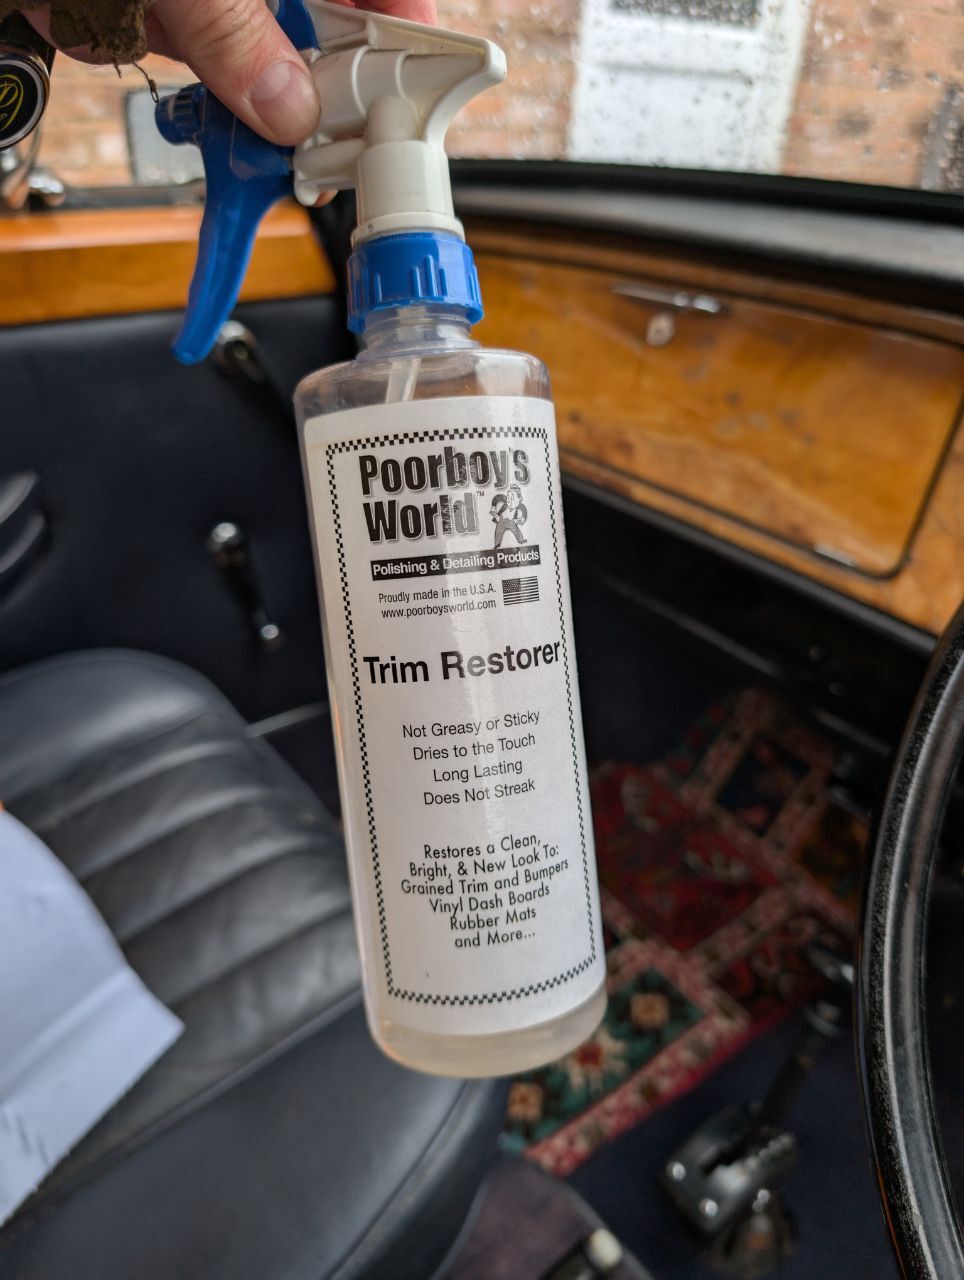 Poorboy's
World™
Polishing & Detailing Products
Proudly made in the U.S.A.
www.poorboysworld.com
Trim Restorer
Not Greasy or Sticky
Dries to the Touch
Long Lasting
Does Not Streak
Restores a Clean,
Bright, & New Look To:
Grained Trim and Bumpers
Vinyl Dash Boards
Rubber Mats
and More...